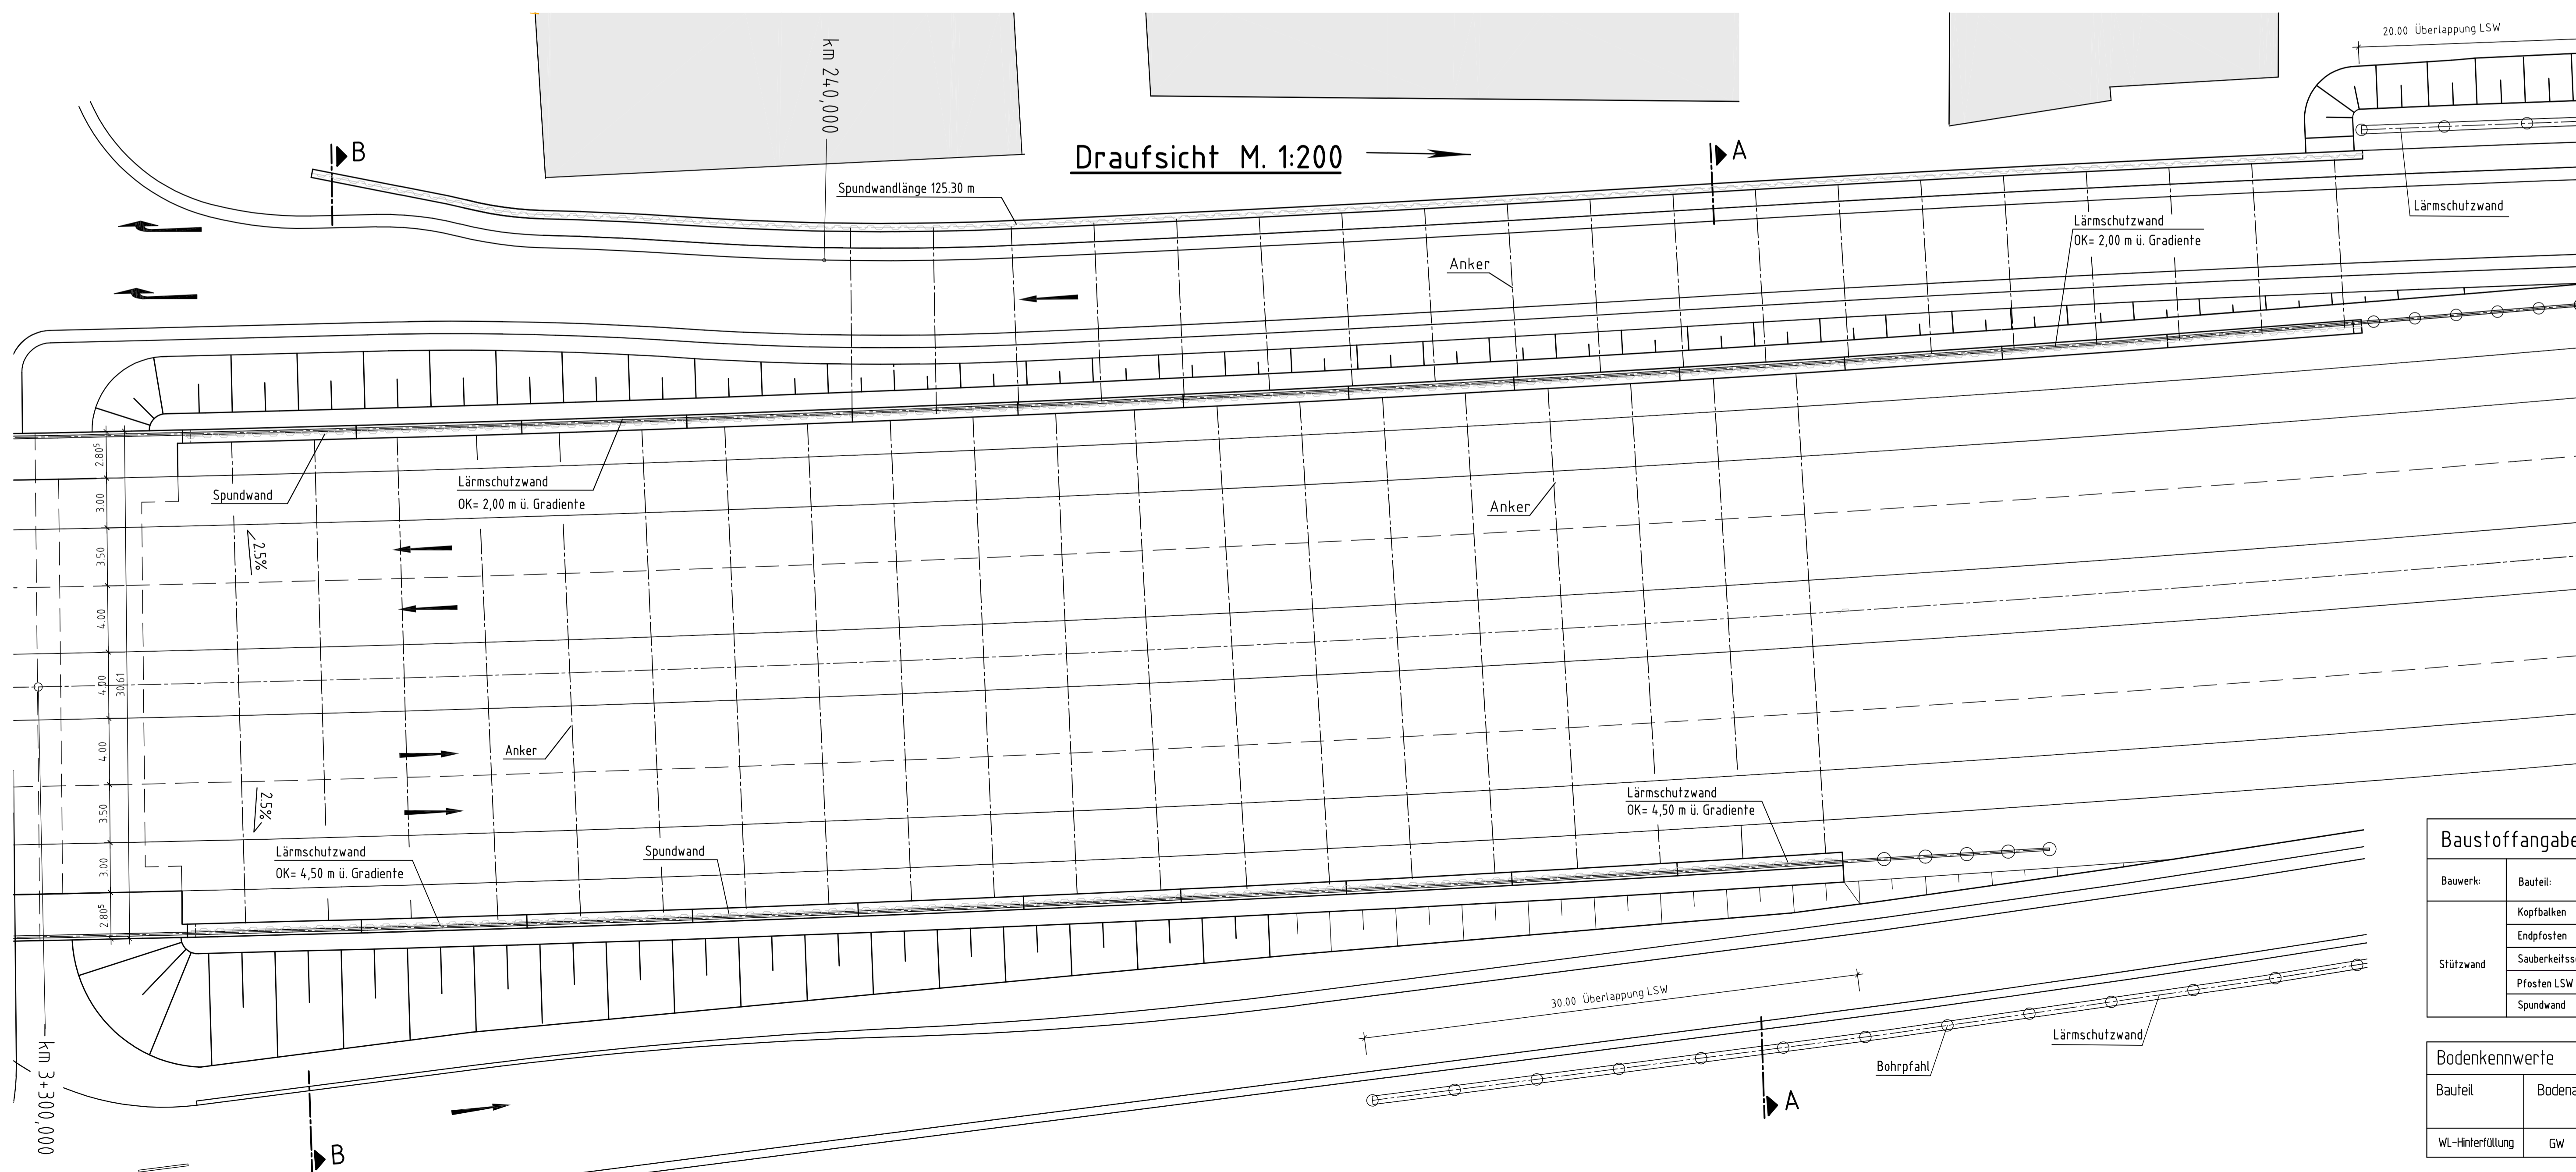 20.00 Überlappung LSW
km 240,000
B
Draufsicht M. 1:200
A
Spundwandlänge 125.30 m
Lärmschutzwand
Lärmschutzwand
OK= 2,00 m ü. Gradiente
Anker
2.80⁵
Spundwand
Lärmschutzwand
OK= 2,00 m ü. Gradiente
Anker
3.00
2.5%
3.50
4.00
4.00
30.61
4.00
Anker
2.5%
3.50
Lärmschutzwand
OK= 4,50 m ü. Gradiente
3.00
Lärmschutzwand
OK= 4,50 m ü. Gradiente
Spundwand
2.80⁵
30.00 Überlappung LSW
Lärmschutzwand
Bohrpfahl
km 3+300,000
A
B
Baustoffangabe
Bauwerk:
Bauteil:
Stützwand
Kopfbalken
Endpfosten
Sauberkeitss
Pfosten LSW
Spundwand
Bodenkennwerte
Bauteil
Bodena
WL-Hinterfüllung
GW